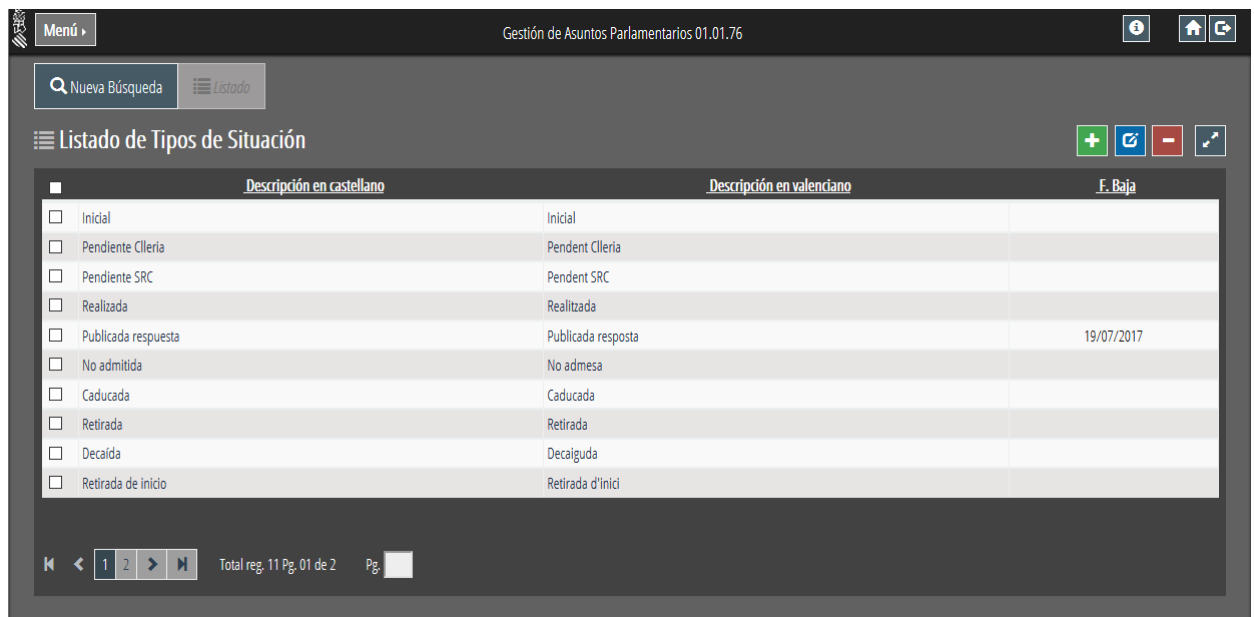 Menú
Gestión de Asuntos Parlamentarios 01.01.76
Nueva Búsqueda Listado
Listado de Tipos de Situación
Descripción en castellano Descripción en valenciano F. Baja
Inicial Inicial
Pendiente Clleria Pendent Clleria
Pendiente SRC Pendent SRC
Realizada Realitzada
Publicada respuesta Publicada resposta 19/07/2017
No admitida No admesa
Caducada Caducada
Retirada Retirada
Decaída Decaiguda
Retirada de inicio Retirada d'inici
1 2 Total reg. 11 Pg. 01 de 2 Pg.